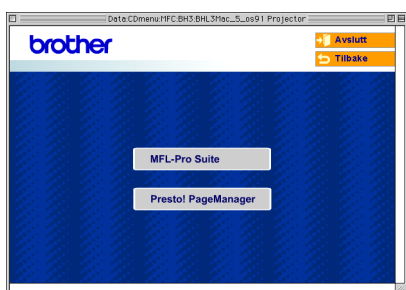 Data:CDmenu:MFC:BH3:BHL3Mac_5_os91 Projector
brother
Avslutt
Tilbake
MFL-Pro Suite
Presto! PageManager